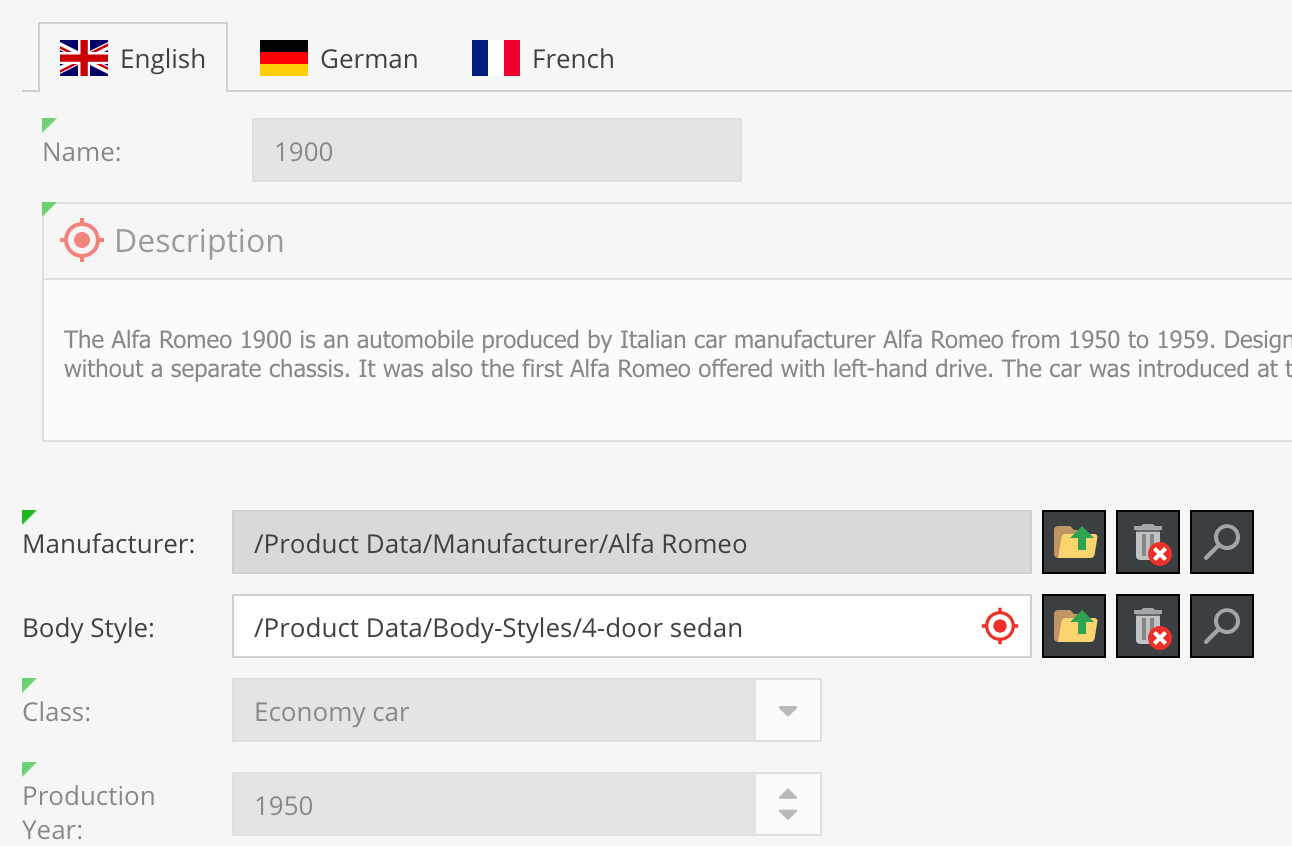 English German French
Name: 1900
Description
The Alfa Romeo 1900 is an automobile produced by Italian car manufacturer Alfa Romeo from 1950 to 1959. Design
without a separate chassis. It was also the first Alfa Romeo offered with left-hand drive. The car was introduced at t
Manufacturer: /Product Data/Manufacturer/Alfa Romeo
Body Style: /Product Data/Body-Styles/4-door sedan
Class: Economy car
Production
Year: 1950